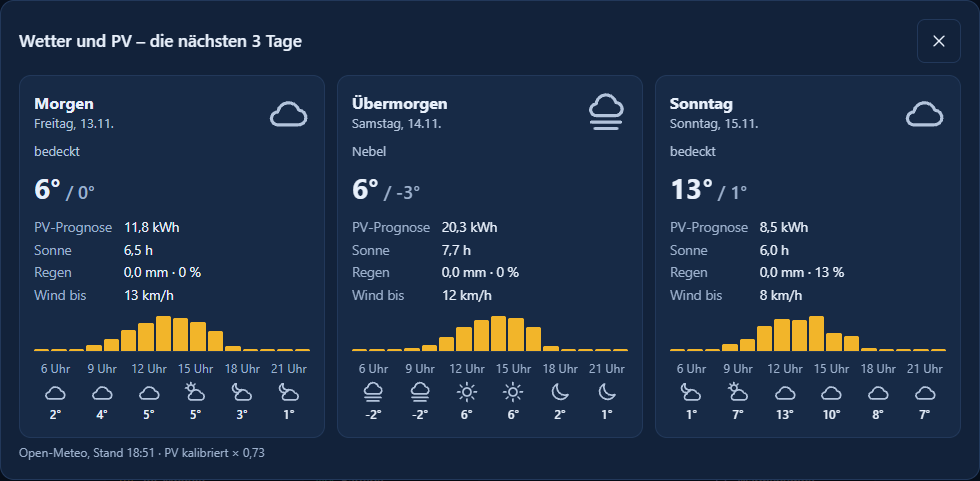 Wetter und PV – die nächsten 3 Tage
Morgen
Freitag, 13.11.
bedeckt
6° / 0°
PV-Prognose 11,8 kWh
Sonne 6,5 h
Regen 0,0 mm · 0 %
Wind bis 13 km/h
6 Uhr 9 Uhr 12 Uhr 15 Uhr 18 Uhr 21 Uhr
2° 4° 5° 5° 3° 1°
Übermorgen
Samstag, 14.11.
Nebel
6° / -3°
PV-Prognose 20,3 kWh
Sonne 7,7 h
Regen 0,0 mm · 0 %
Wind bis 12 km/h
6 Uhr 9 Uhr 12 Uhr 15 Uhr 18 Uhr 21 Uhr
-2° -2° 6° 6° 2° 1°
Sonntag
Sonntag, 15.11.
bedeckt
13° / 1°
PV-Prognose 8,5 kWh
Sonne 6,0 h
Regen 0,0 mm · 13 %
Wind bis 8 km/h
6 Uhr 9 Uhr 12 Uhr 15 Uhr 18 Uhr 21 Uhr
1° 7° 13° 10° 8° 7°
Open-Meteo, Stand 18:51 · PV kalibriert × 0,73